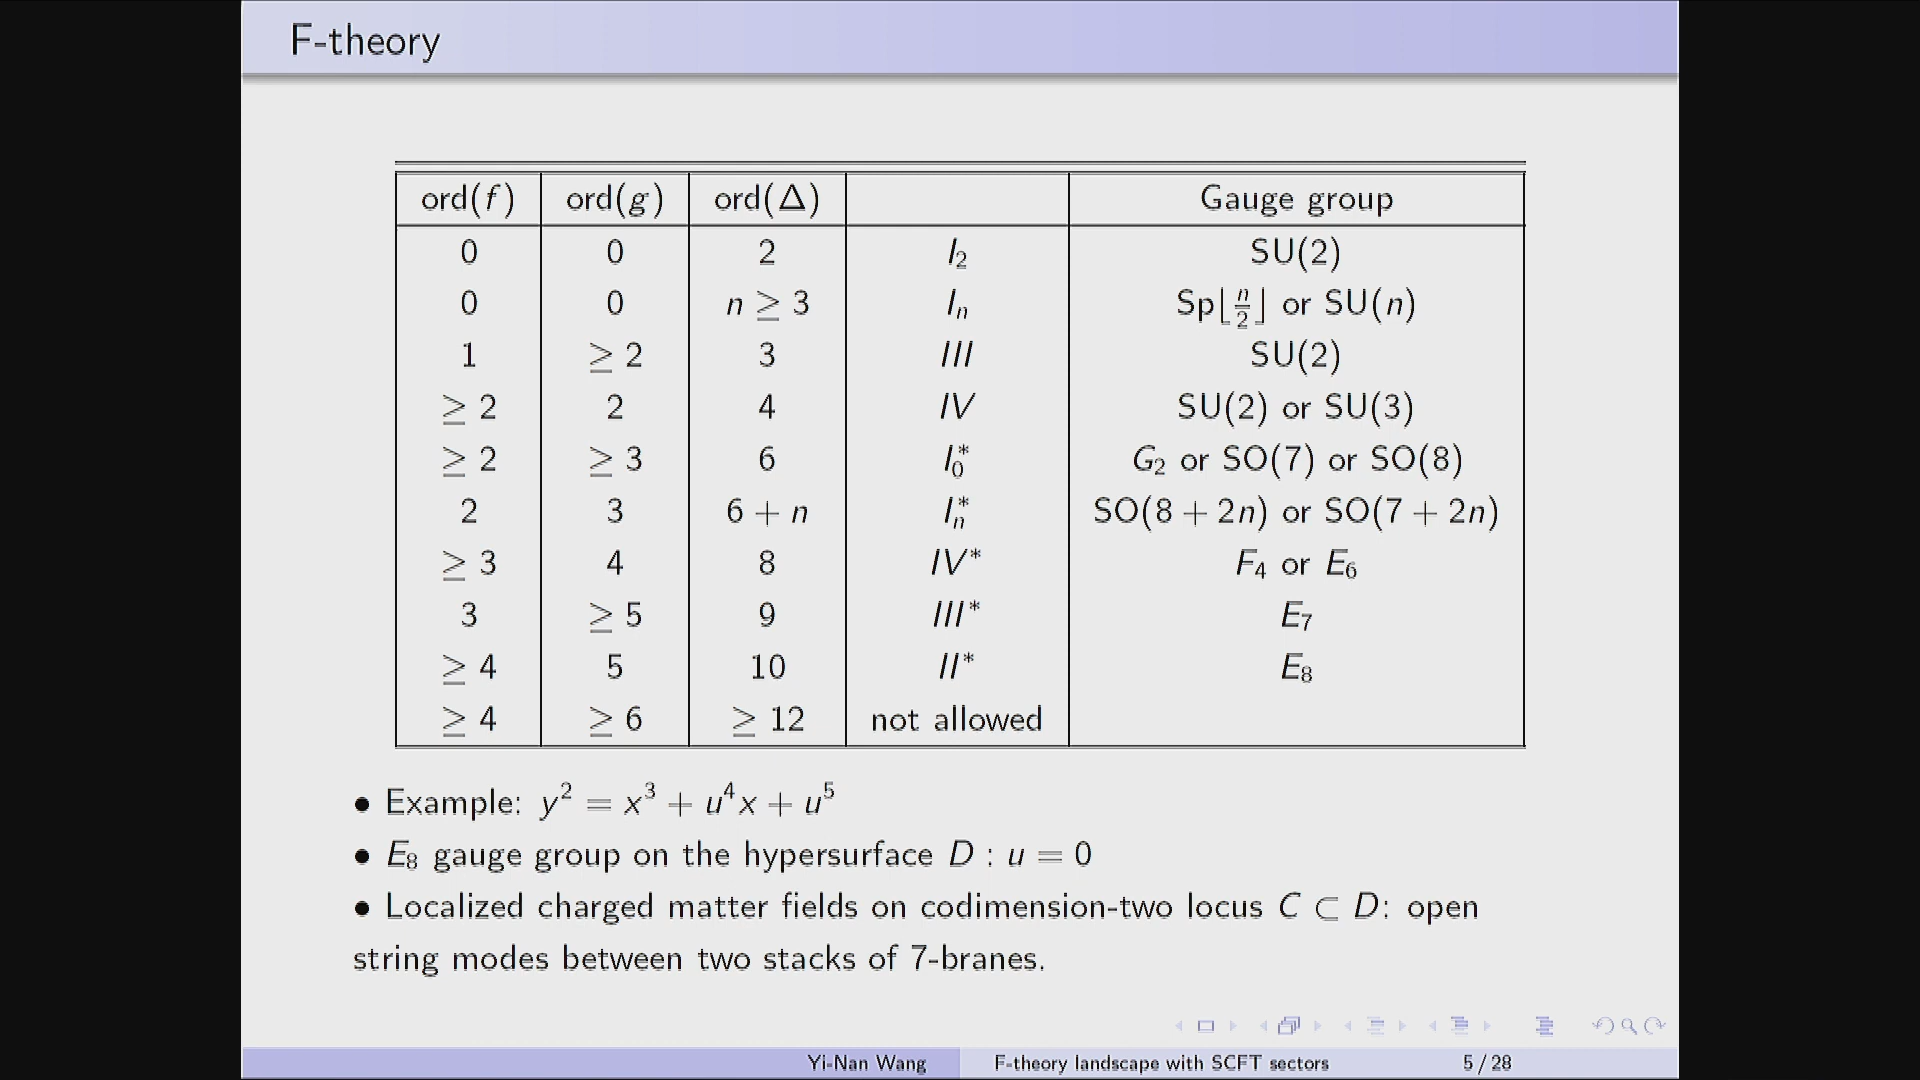 F-theory
ord(f) ord(g) ord(Δ) Gauge group
0 0 2 I₂ SU(2)
0 0 n ≥ 3 Iₙ Sp⌊n/2⌋ or SU(n)
1 ≥ 2 3 III SU(2)
≥ 2 2 4 IV SU(2) or SU(3)
≥ 2 ≥ 3 6 I₀* G₂ or SO(7) or SO(8)
2 3 6 + n Iₙ* SO(8 + 2n) or SO(7 + 2n)
≥ 3 4 8 IV* F₄ or E₆
3 ≥ 5 9 III* E₇
≥ 4 5 10 II* E₈
≥ 4 ≥ 6 ≥ 12 not allowed
• Example: y² = x³ + u⁴x + u⁵
• E₈ gauge group on the hypersurface D : u = 0
• Localized charged matter fields on codimension-two locus C ⊂ D: open
string modes between two stacks of 7-branes.
Yi-Nan Wang F-theory landscape with SCFT sectors 5 / 28